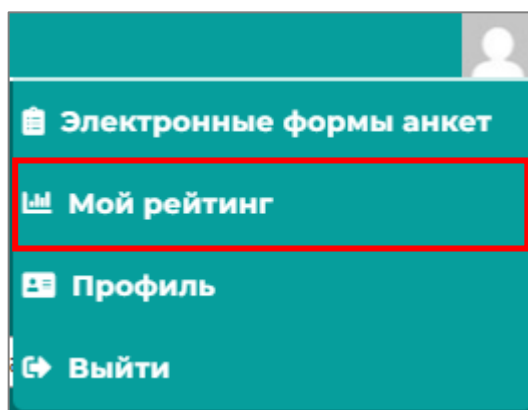 Электронные формы анкет
Мой рейтинг
Профиль
Выйти